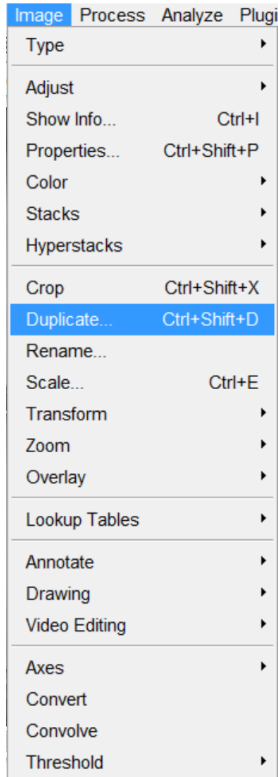 Image Process Analyze Plugi
Type
Adjust
Show Info... Ctrl+I
Properties... Ctrl+Shift+P
Color
Stacks
Hyperstacks
Crop Ctrl+Shift+X
Duplicate... Ctrl+Shift+D
Rename...
Scale... Ctrl+E
Transform
Zoom
Overlay
Lookup Tables
Annotate
Drawing
Video Editing
Axes
Convert
Convolve
Threshold